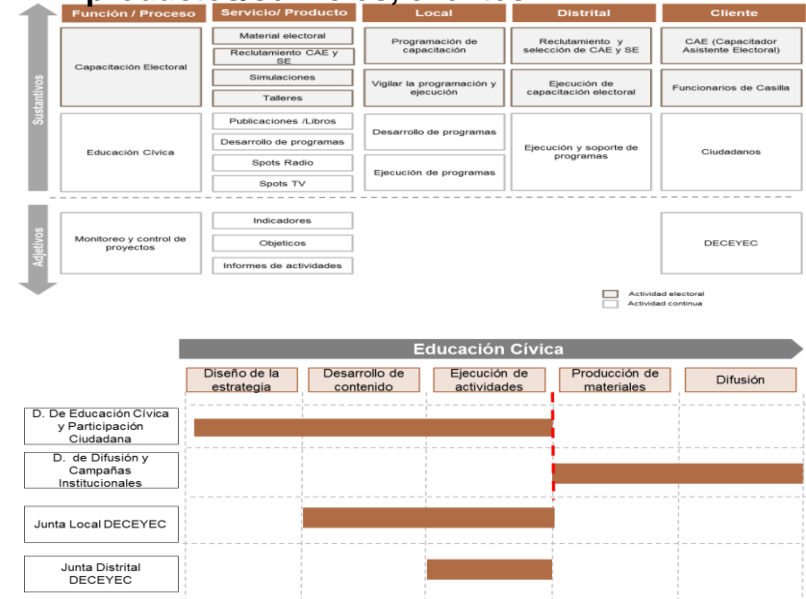 productos/servicios, clientes
Función / Proceso
Servicio/ Producto
Local
Distrital
Cliente
Sustantivos
Capacitación Electoral
Material electoral
Reclutamiento CAE y
SE
Simulaciones
Talleres
Programación de
capacitación
Vigilar la programación y
ejecución
Reclutamiento y
selección de CAE y SE
Ejecución de
capacitación electoral
CAE (Capacitador
Asistente Electoral)
Funcionarios de Casilla
Educación Cívica
Publicaciones /Libros
Desarrollo de programas
Spots Radio
Spots TV
Desarrollo de programas
Ejecución de programas
Ejecución y soporte de
programas
Ciudadanos
Adjetivos
Monitoreo y control de
proyectos
Indicadores
Objeticos
Informes de actividades
DECEYEC
Actividad electoral
Actividad continua
Educación Cívica
Diseño de la
estrategia
Desarrollo de
contenido
Ejecución de
actividades
Producción de
materiales
Difusión
D. De Educación Cívica
y Participación
Ciudadana
D. de Difusión y
Campañas
Institucionales
Junta Local DECEYEC
Junta Distrital
DECEYEC